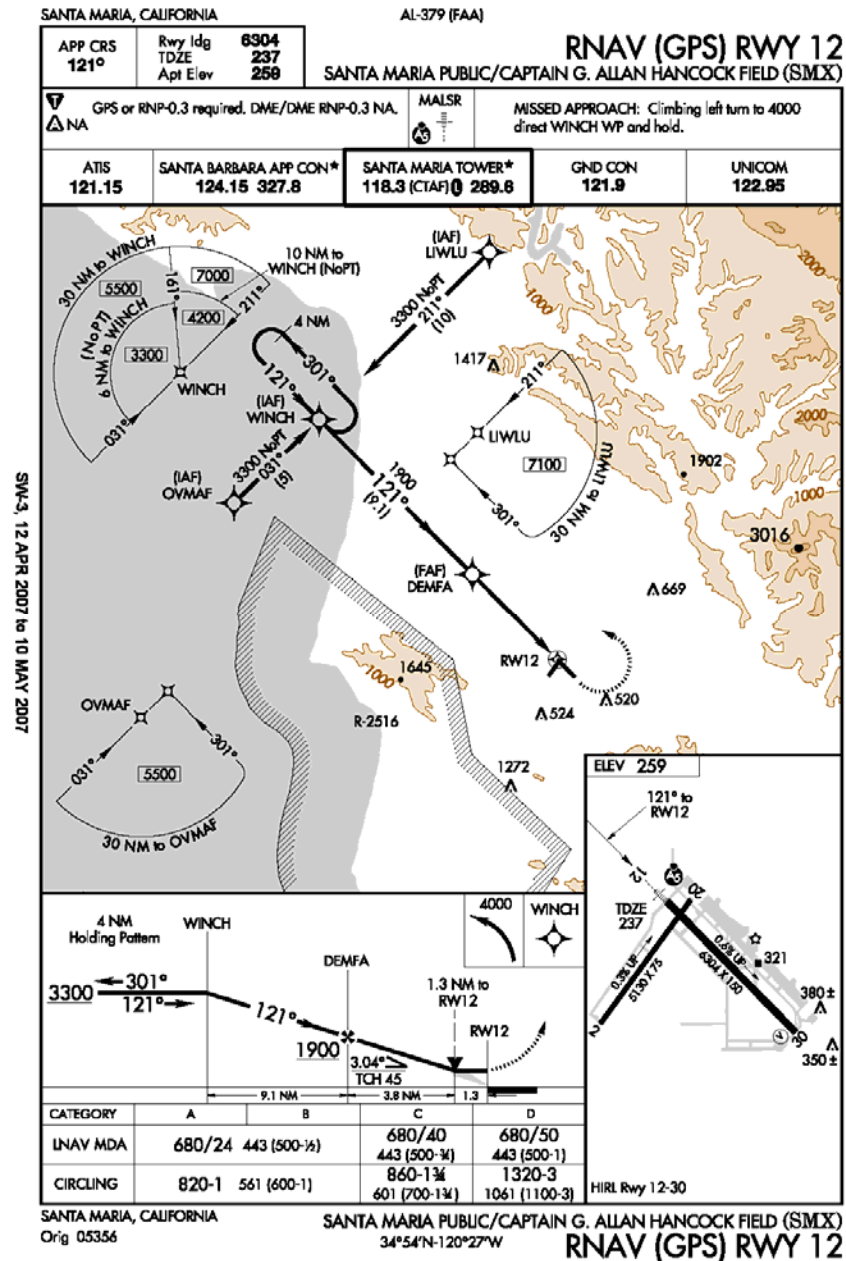 SANTA MARIA, CALIFORNIA
AL-379 (FAA)
APP CRS
121°
Rwy ldg 6304
TDZE 237
Apt Elev 259
RNAV (GPS) RWY 12
SANTA MARIA PUBLIC/CAPTAIN G. ALLAN HANCOCK FIELD (SMX)
T
A NA
GPS or RNP-0.3 required. DME/DME RNP-0.3 NA.
MALSR
A5
MISSED APPROACH: Climbing left turn to 4000
direct WINCH WP and hold.
ATIS
121.15
SANTA BARBARA APP CON*
124.15 327.8
SANTA MARIA TOWER*
118.3 (CTAF) L 289.6
GND CON
121.9
UNICOM
122.95
30 NM to WINCH
5500
7000
161°
10 NM to
WINCH (NoPT)
211°
4200
(NoPT)
6 NM to WINCH
3300
WINCH
031°
(IAF)
LIWLU
3300 NoPT
211°
(10)
4 NM
301°
121°
(IAF)
WINCH
(IAF)
OVMAF
3300 NoPT
031°
(5)
1900
121°
(9.1)
1417
211°
LIWLU
7100
301°
30 NM to LIWLU
1000
2000
2000
1902
1000
3016
(FAF)
DEMFA
669
RW12
520
524
1645
1000
R-2516
1272
OVMAF
031°
301°
5500
30 NM to OVMAF
SW-3, 12 APR 2007 to 10 MAY 2007
ELEV 259
121° to
RW12
12
A5
20
TDZE
237
0.3% UP
5130 X 75
0.6% UP
6304 X 150
321
380 ±
350 ±
2
V
30
HIRL Rwy 12-30
4 NM
Holding Pattern
WINCH
4000
WINCH
DEMFA
3300
301°
121°
121°
1.3 NM to
RW12
RW12
1900
3.04°
TCH 45
9.1 NM
3.8 NM
1.3
CATEGORY A B C D
LNAV MDA 680/24 443 (500-½) 680/40 443 (500-¾) 680/50 443 (500-1)
CIRCLING 820-1 561 (600-1) 860-1¾ 601 (700-1¾) 1320-3 1061 (1100-3)
SANTA MARIA, CALIFORNIA
Orig 05356
SANTA MARIA PUBLIC/CAPTAIN G. ALLAN HANCOCK FIELD (SMX)
34°54'N-120°27'W
RNAV (GPS) RWY 12